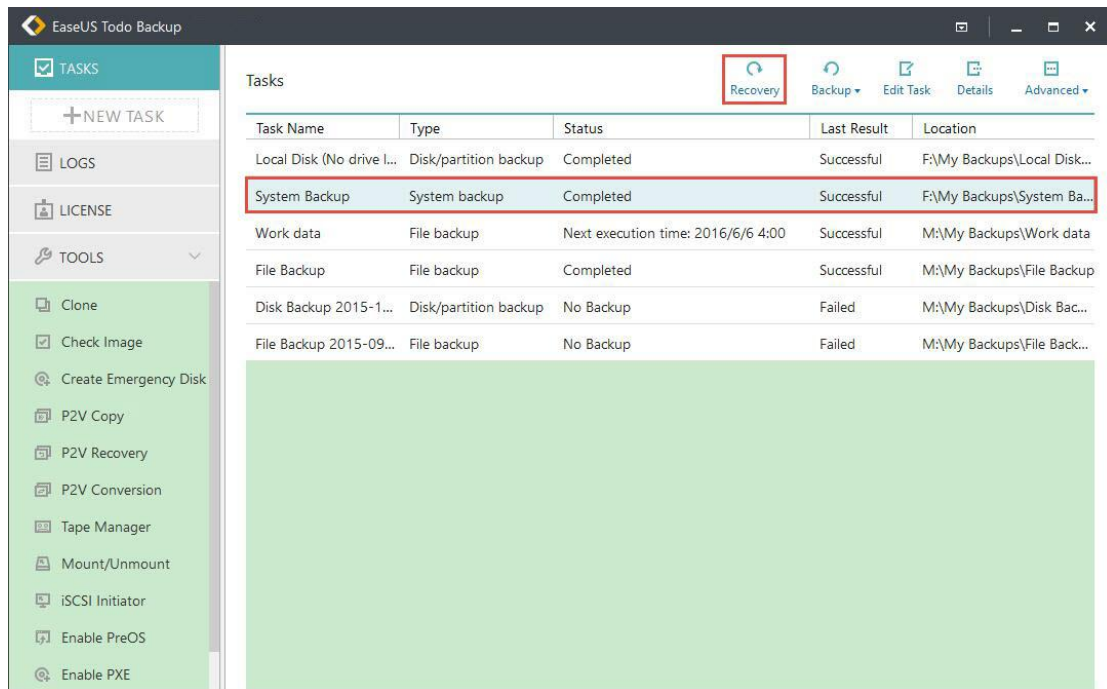 EaseUS Todo Backup
TASKS
NEW TASK
LOGS
LICENSE
TOOLS
Clone
Check Image
Create Emergency Disk
P2V Copy
P2V Recovery
P2V Conversion
Tape Manager
Mount/Unmount
iSCSI Initiator
Enable PreOS
Enable PXE
Tasks
Recovery Backup Edit Task Details Advanced
Task Name Type Status Last Result Location
Local Disk (No drive l... Disk/partition backup Completed Successful F:\My Backups\Local Disk...
System Backup System backup Completed Successful F:\My Backups\System Ba...
Work data File backup Next execution time: 2016/6/6 4:00 Successful M:\My Backups\Work data
File Backup File backup Completed Successful M:\My Backups\File Backup
Disk Backup 2015-1... Disk/partition backup No Backup Failed M:\My Backups\Disk Bac...
File Backup 2015-09... File backup No Backup Failed M:\My Backups\File Back...